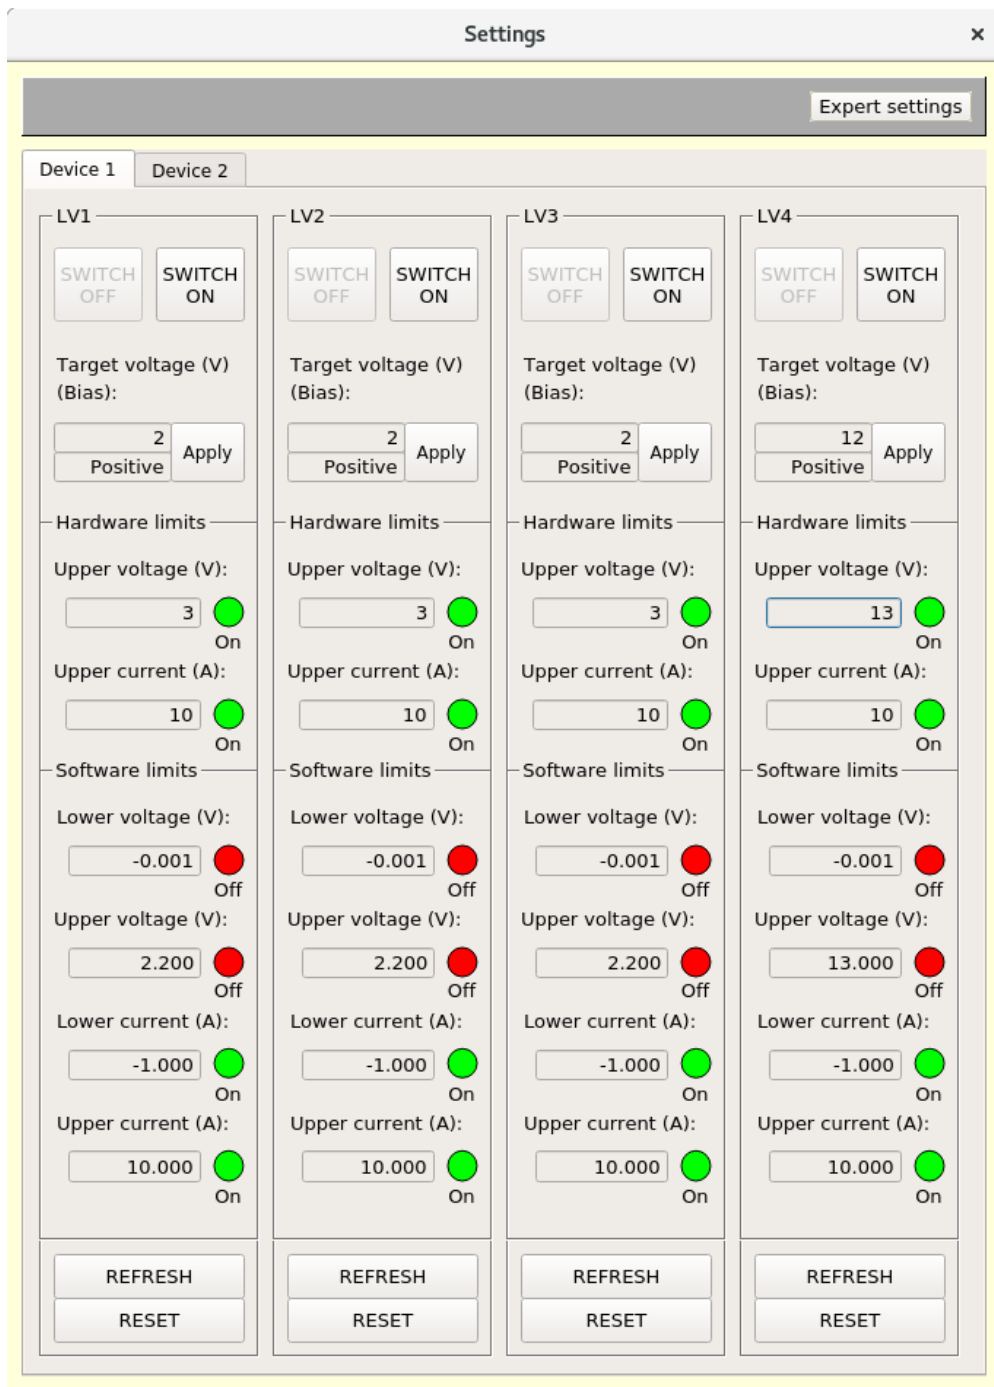 Settings
×
Expert settings
Device 1 Device 2
LV1 LV2 LV3 LV4
SWITCH SWITCH SWITCH SWITCH SWITCH SWITCH SWITCH SWITCH
OFF ON OFF ON OFF ON OFF ON
Target voltage (V) Target voltage (V) Target voltage (V) Target voltage (V)
(Bias): (Bias): (Bias): (Bias):
2 2 2 12
Apply Apply Apply Apply
Positive Positive Positive Positive
Hardware limits Hardware limits Hardware limits Hardware limits
Upper voltage (V): Upper voltage (V): Upper voltage (V): Upper voltage (V):
3 3 3 13
On On On On
Upper current (A): Upper current (A): Upper current (A): Upper current (A):
10 10 10 10
On On On On
Software limits Software limits Software limits Software limits
Lower voltage (V): Lower voltage (V): Lower voltage (V): Lower voltage (V):
-0.001 -0.001 -0.001 -0.001
Off Off Off Off
Upper voltage (V): Upper voltage (V): Upper voltage (V): Upper voltage (V):
2.200 2.200 2.200 13.000
Off Off Off Off
Lower current (A): Lower current (A): Lower current (A): Lower current (A):
-1.000 -1.000 -1.000 -1.000
On On On On
Upper current (A): Upper current (A): Upper current (A): Upper current (A):
10.000 10.000 10.000 10.000
On On On On
REFRESH REFRESH REFRESH REFRESH
RESET RESET RESET RESET